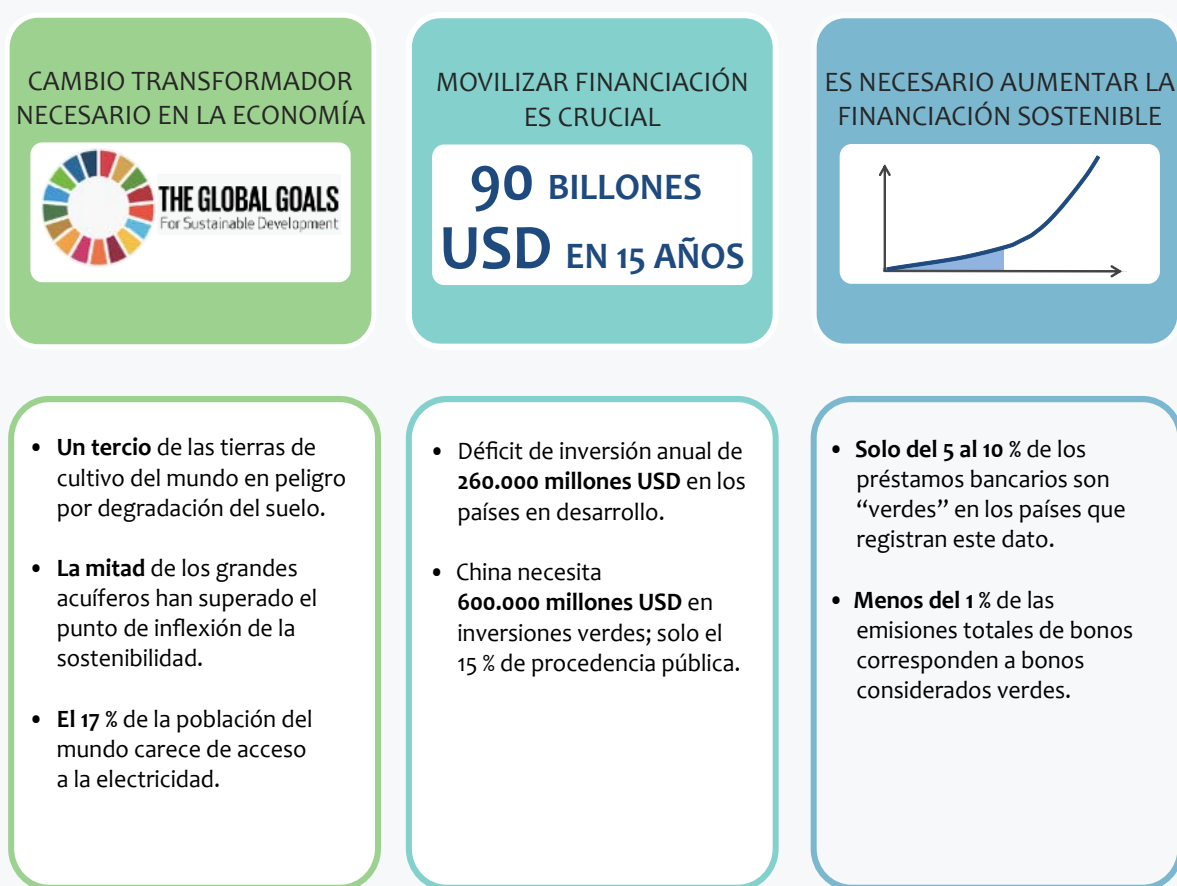 CAMBIO TRANSFORMADOR
NECESARIO EN LA ECONOMÍA
THE GLOBAL GOALS
For Sustainable Development
• Un tercio de las tierras de
cultivo del mundo en peligro
por degradación del suelo.
• La mitad de los grandes
acuíferos han superado el
punto de inflexión de la
sostenibilidad.
• El 17 % de la población del
mundo carece de acceso
a la electricidad.
MOVILIZAR FINANCIACIÓN
ES CRUCIAL
90 BILLONES
USD EN 15 AÑOS
• Déficit de inversión anual de
260.000 millones USD en los
países en desarrollo.
• China necesita
600.000 millones USD en
inversiones verdes; solo el
15 % de procedencia pública.
ES NECESARIO AUMENTAR LA
FINANCIACIÓN SOSTENIBLE
• Solo del 5 al 10 % de los
préstamos bancarios son
“verdes” en los países que
registran este dato.
• Menos del 1 % de las
emisiones totales de bonos
corresponden a bonos
considerados verdes.